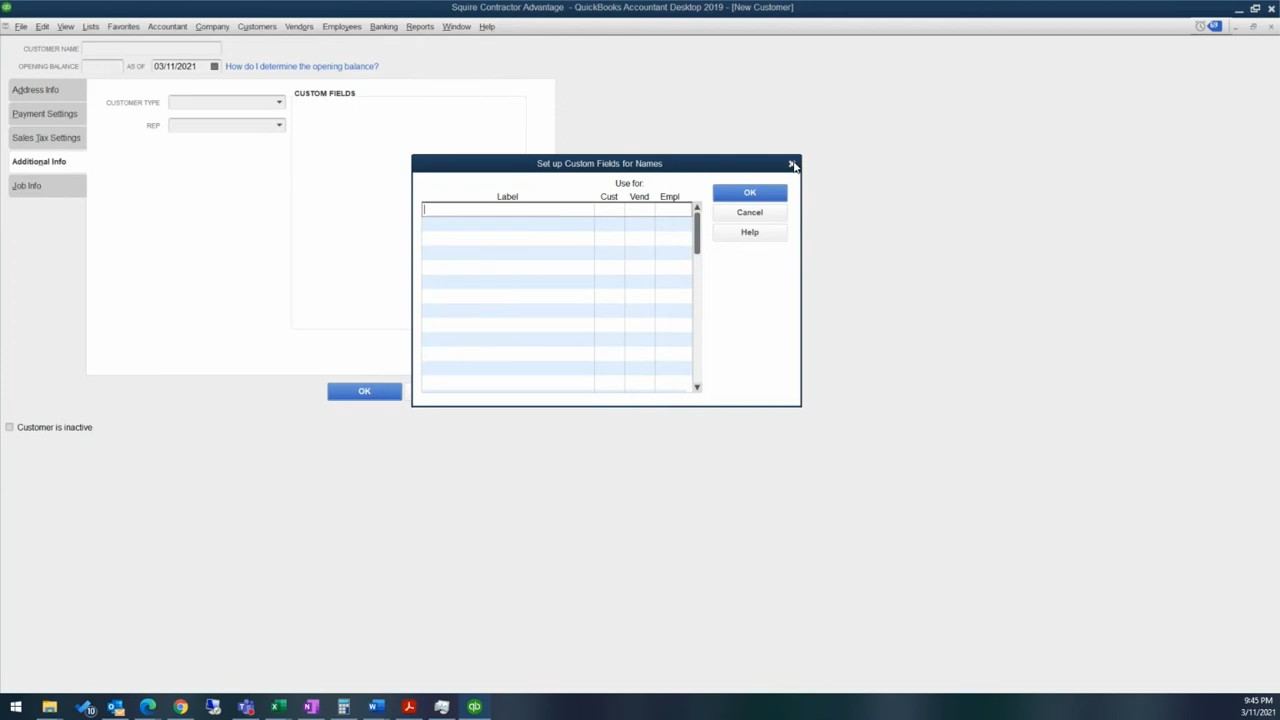 Squire Contractor Advantage - QuickBooks Accountant Desktop 2019 - [New Customer]
File Edit View Lists Favorites Accountant Company Customers Vendors Employees Banking Reports Window Help
CUSTOMER NAME
OPENING BALANCE AS OF 03/11/2021 How do I determine the opening balance?
Address Info
Payment Settings
Sales Tax Settings
Additional Info
Job Info
CUSTOMER TYPE
REP
CUSTOM FIELDS
Set up Custom Fields for Names
Use for:
Label Cust Vend Empl
OK
Cancel
Help
OK
Customer is inactive
10
qb
9:45 PM
3/11/2021